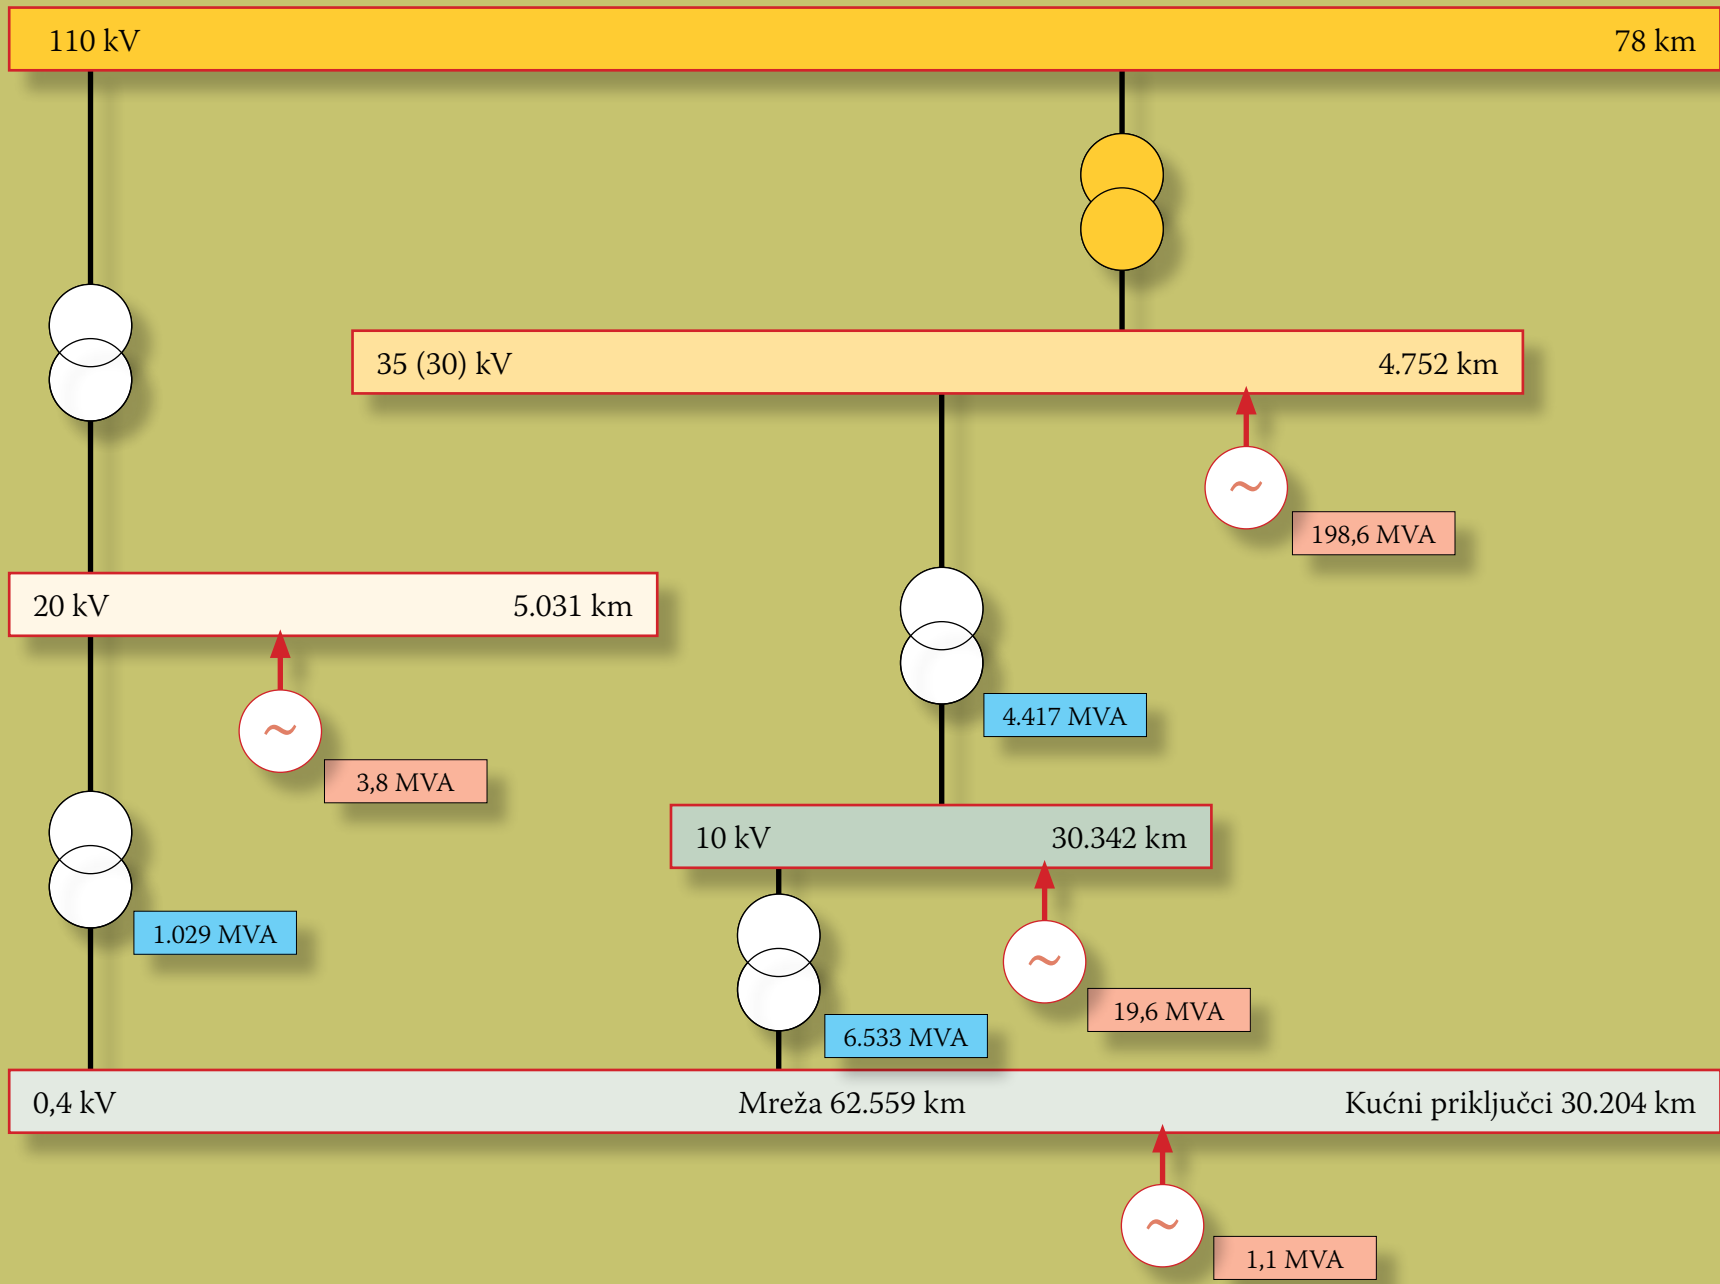 110 kV 78 km
35 (30) kV 4.752 km
198,6 MVA
20 kV 5.031 km
4.417 MVA
3,8 MVA
10 kV 30.342 km
1.029 MVA
19,6 MVA
6.533 MVA
0,4 kV Mreža 62.559 km Kućni priključci 30.204 km
1,1 MVA